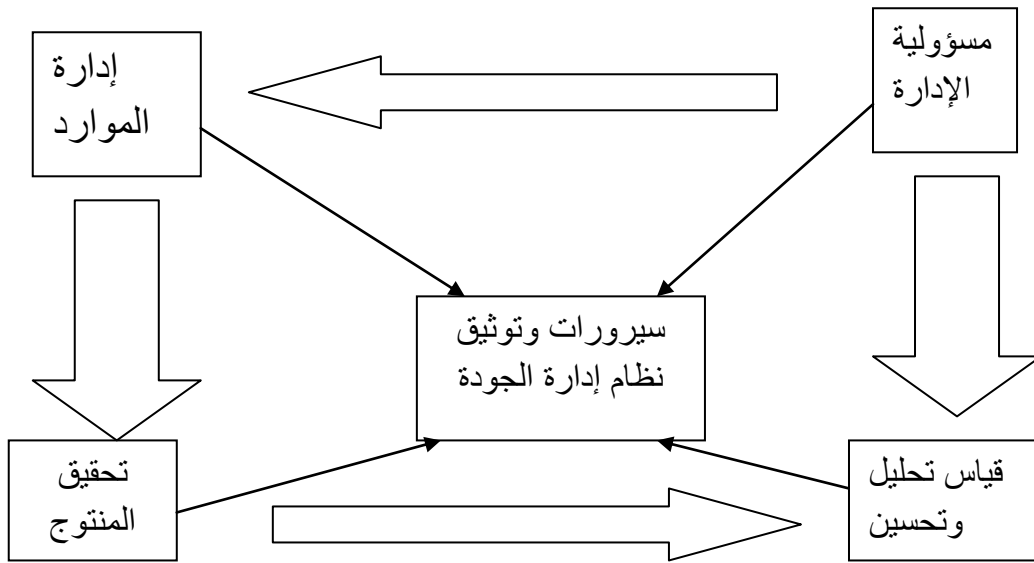 مسؤولية
الإدارة
إدارة
الموارد
سيرورات وتوثيق
نظام إدارة الجودة
قياس تحليل
وتحسين
تحقيق
المنتوج